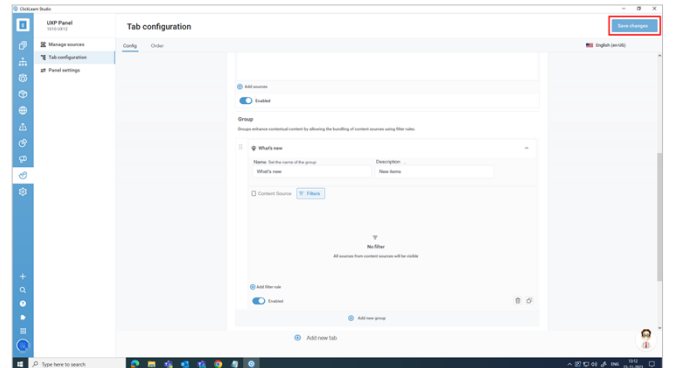 ClickLearn Studio
UXP Panel
Tab configuration
Save changes
Manage sources
Config Order
English (en-US)
Tab configuration
Panel settings
Add sources
Enabled
Group
Groups enhance contextual content by allowing the bundling of content sources using filter rules.
What's new
Name Set the name of the group
Description
What's new
New items
Content Source
Filters
No filter
All sources from content sources will be visible
Add filter rule
Enabled
Add new group
Add new tab
Type here to search
ENG
13:12